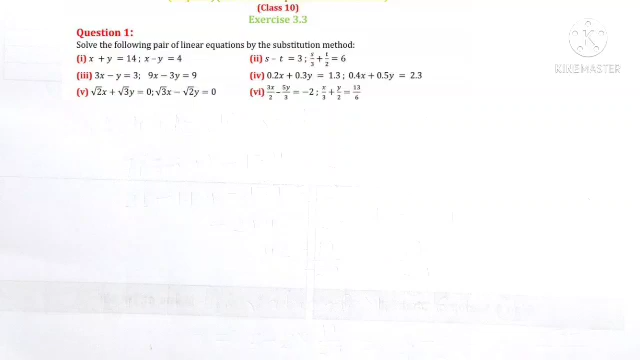 (Class 10)
Exercise 3.3
KINEMASTER
Question 1:
Solve the following pair of linear equations by the substitution method:
(i) x + y = 14 ; x – y = 4 (ii) s – t = 3 ; s/3 + t/2 = 6
(iii) 3x – y = 3; 9x – 3y = 9 (iv) 0.2x + 0.3y = 1.3; 0.4x + 0.5y = 2.3
(v) √2x + √3y = 0; √3x – √2y = 0 (vi) 3x/2 – 5y/3 = –2 ; x/3 + y/2 = 13/6